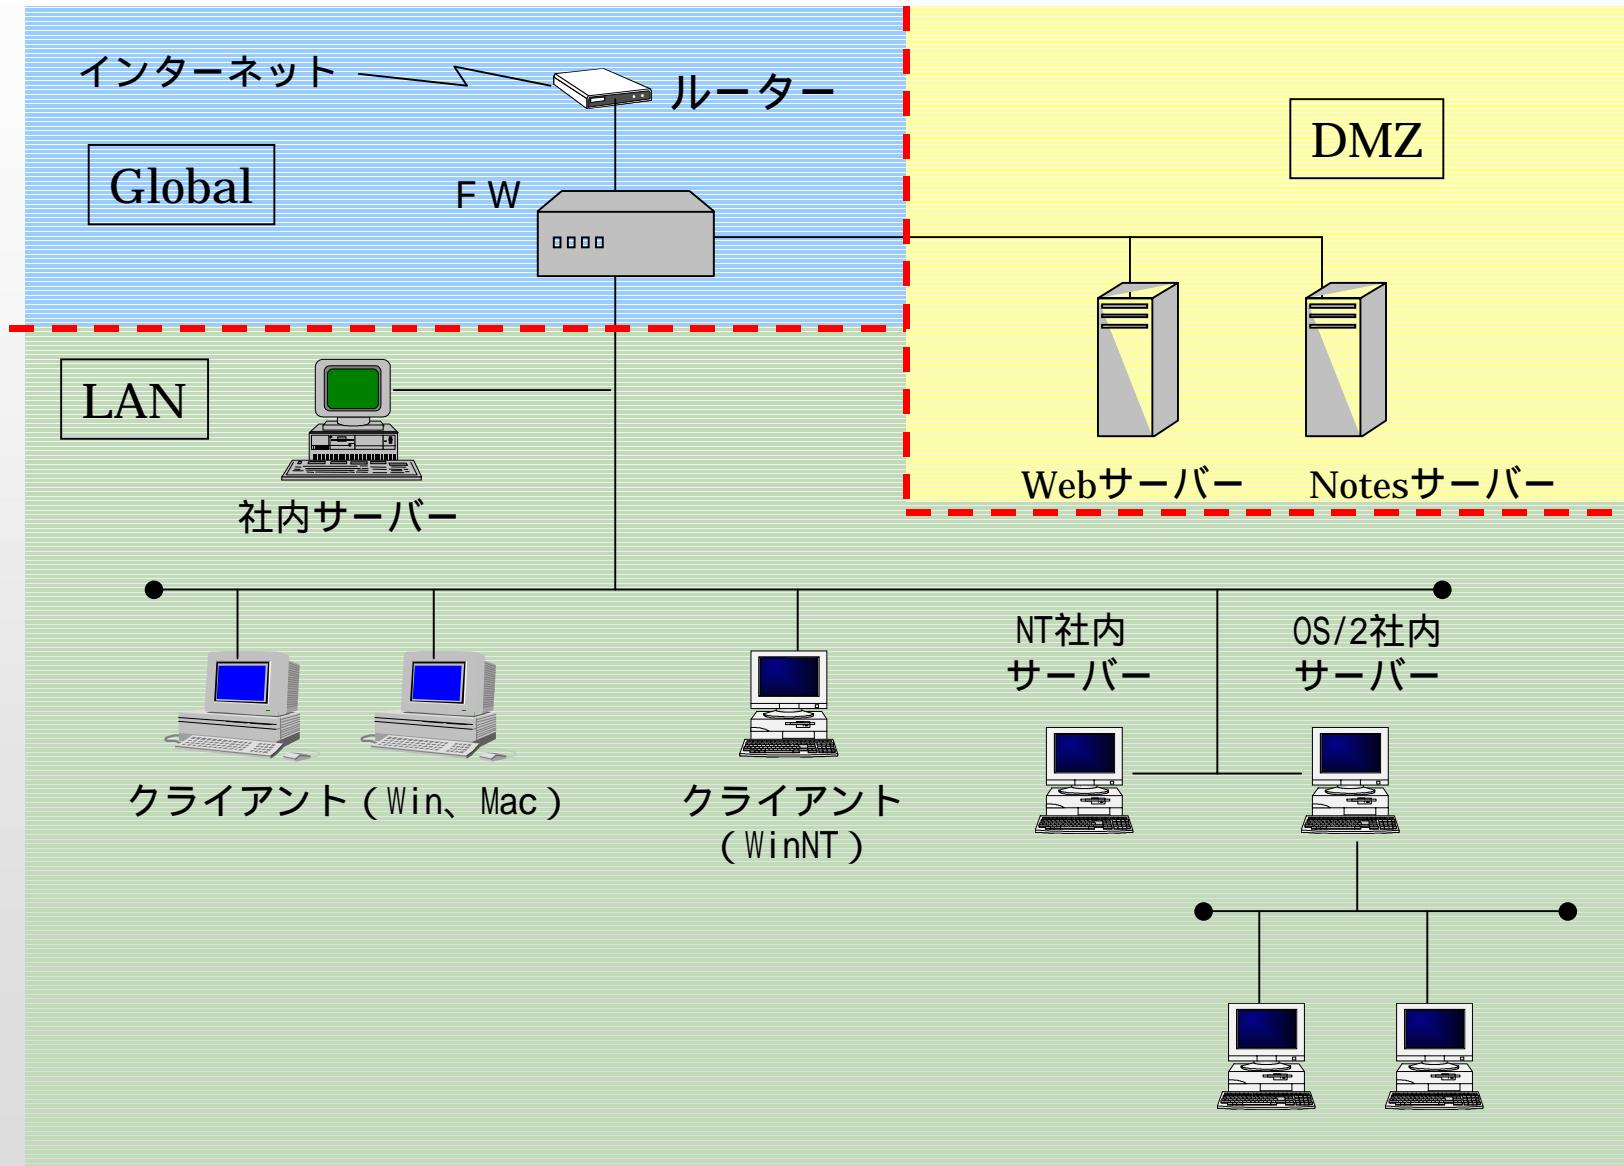 インターネット
ルーター
DMZ
Global
ＦＷ
LAN
Webサーバー
Notesサーバー
社内サーバー
NT社内
サーバー
OS/2社内
サーバー
クライアント（Win、Mac）
クライアント
（WinNT）